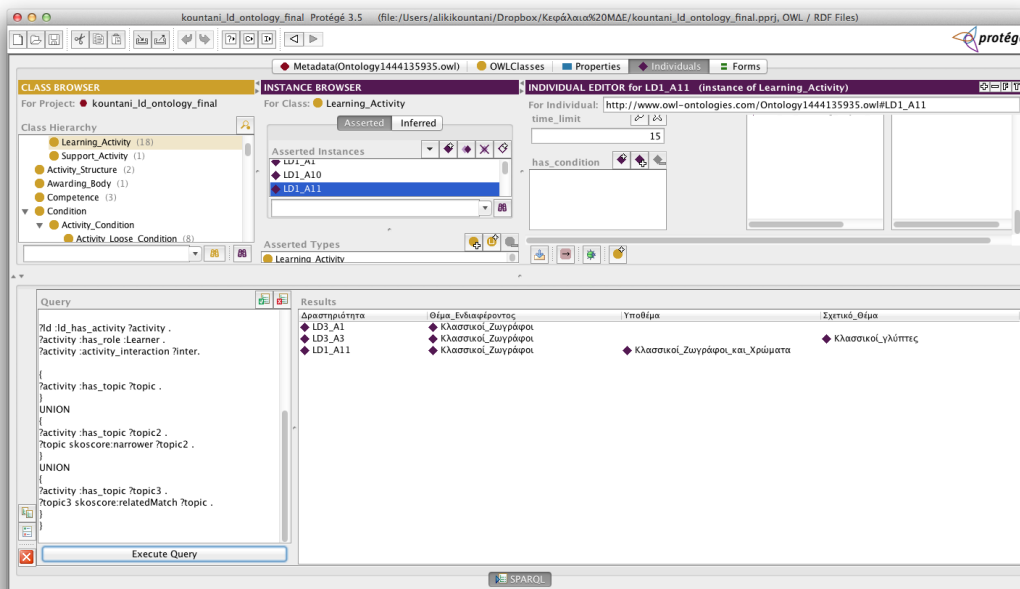 kountani_ld_ontology_final Protégé 3.5 (file:/Users/alikikountani/Dropbox/Κεφάλαια%20ΜΔΕ/kountani_ld_ontology_final.pprj, OWL / RDF Files)
protégé
Metadata(Ontology1444135935.owl) OWLClasses Properties Individuals Forms
CLASS BROWSER
For Project: kountani_ld_ontology_final
Class Hierarchy
Learning_Activity (18)
Support_Activity (1)
Activity_Structure (2)
Awarding_Body (1)
Competence (3)
Condition
Activity_Condition
Activity_Loose_Condition (8)
INSTANCE BROWSER
For Class: Learning_Activity
Asserted Inferred
Asserted Instances
LD1_A1
LD1_A10
LD1_A11
Asserted Types
Learning_Activity
INDIVIDUAL EDITOR for LD1_A11 (instance of Learning_Activity)
For Individual: http://www.owl-ontologies.com/Ontology1444135935.owl#LD1_A11
time_limit
15
has_condition
Query
?ld :ld_has_activity ?activity .
?activity :has_role :Learner .
?activity :activity_interaction ?inter.
{
?activity :has_topic ?topic .
}
UNION
{
?activity :has_topic ?topic2 .
?topic skoscore:narrower ?topic2 .
}
UNION
{
?activity :has_topic ?topic3 .
?topic3 skoscore:relatedMatch ?topic .
}
}
Execute Query
Results
Δραστηριότητα Θέμα_Ενδιαφέροντος Υποθέμα Σχετικό_Θέμα
LD3_A1 Κλασσικοί_Ζωγράφοι
LD3_A3 Κλασσικοί_Ζωγράφοι Κλασσικοί_γλύπτες
LD1_A11 Κλασσικοί_Ζωγράφοι Κλασσικοί_Ζωγράφοι_και_Χρώματα
SPARQL